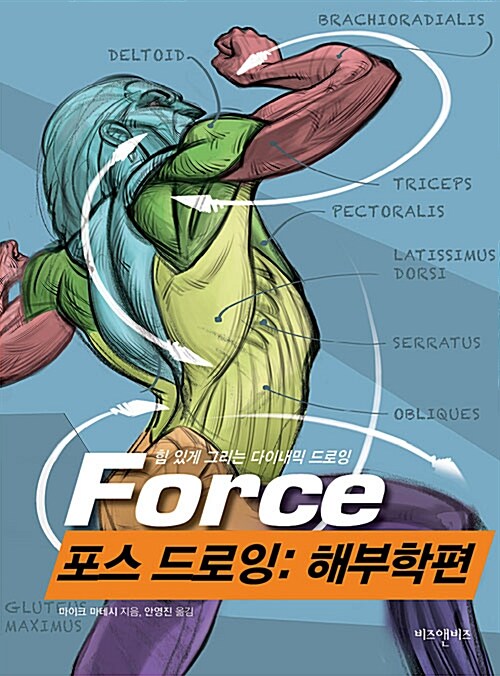 BRACHIORADIALIS
DELTOID
TRICEPS
PECTORALIS
LATISSIMUS
DORSI
SERRATUS
OBLIQUES
힘 있게 그리는 다이내믹 드로잉
Force
포스 드로잉: 해부학편
GLUTEUS
MAXIMUS
마이크 마테시 지음, 안영진 옮김
비즈앤비즈